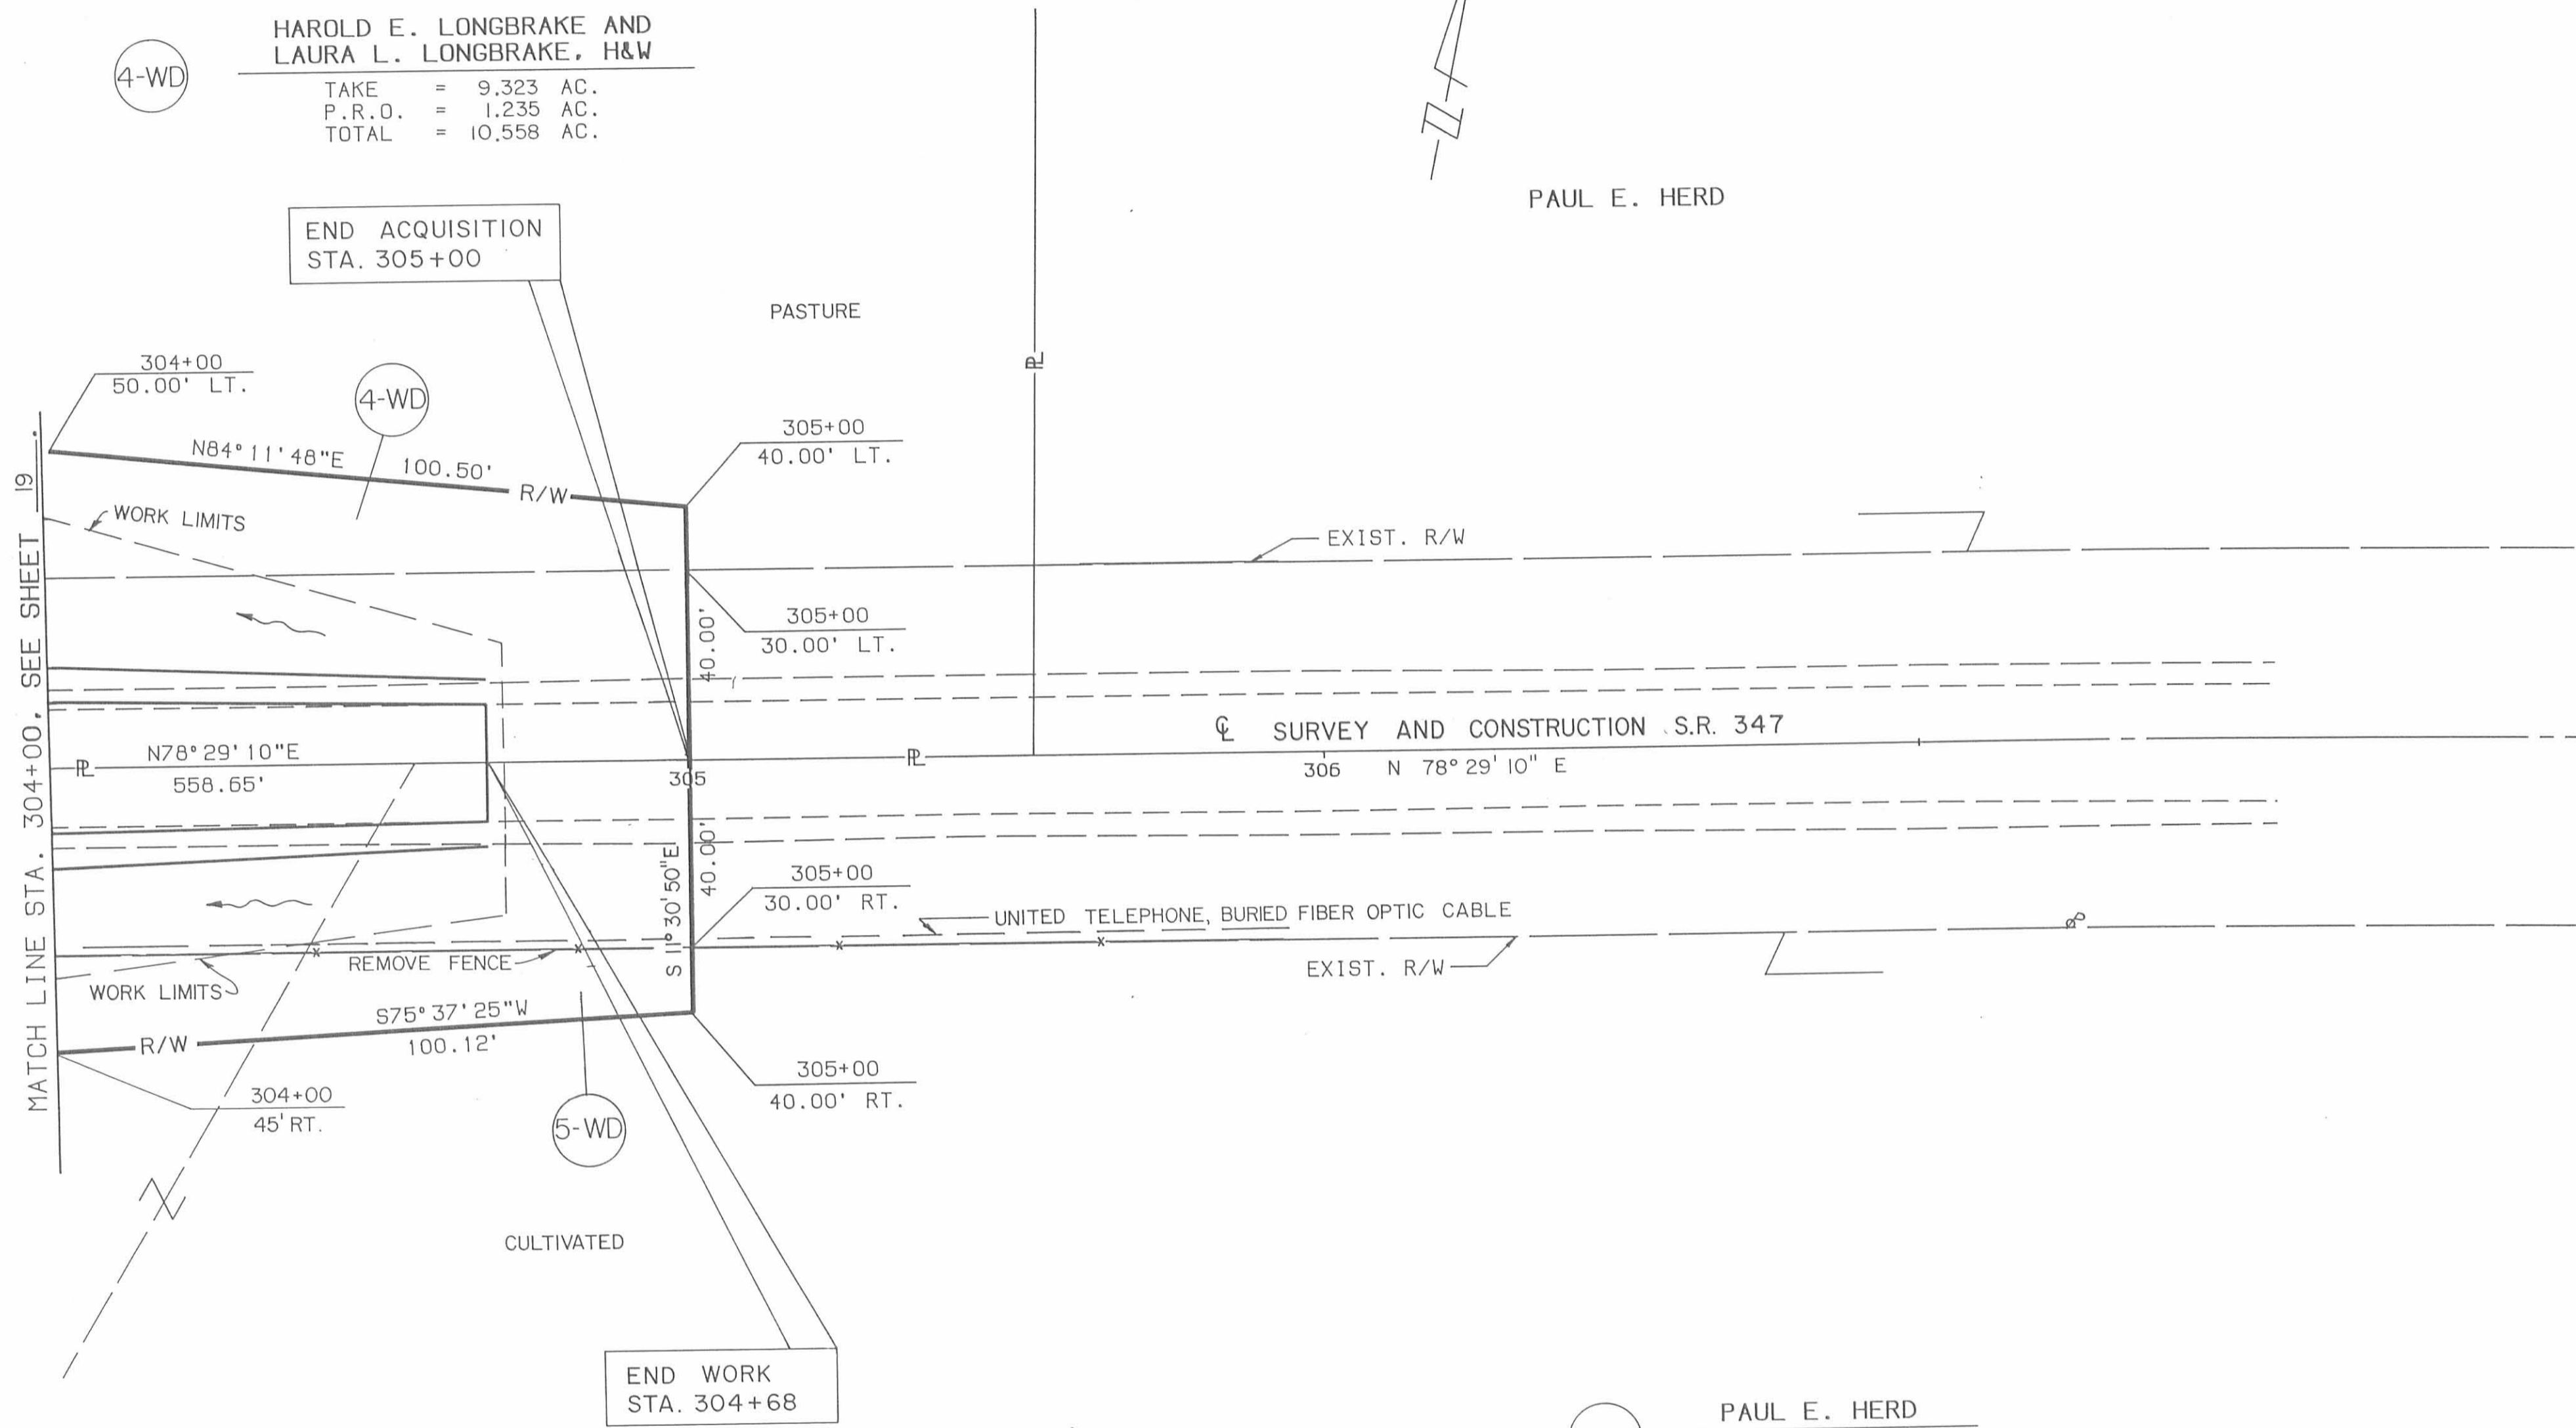 HAROLD E. LONGBRAKE AND
LAURA L. LONGBRAKE, H&W
4-WD
TAKE = 9.323 AC.
P.R.O. = 1.235 AC.
TOTAL = 10.558 AC.
PAUL E. HERD
END ACQUISITION
STA. 305+00
PASTURE
304+00
50.00' LT.
4-WD
305+00
40.00' LT.
N84°11'48"E 100.50'
R/W
WORK LIMITS
MATCH LINE STA. 304+00, SEE SHEET 19
PL
EXIST. R/W
40.00'
305+00
30.00' LT.
CL SURVEY AND CONSTRUCTION S.R. 347
PL
N78°29'10"E
558.65'
PL
305
306 N 78°29'10" E
40.00'
S 11°30'50"E
305+00
30.00' RT.
UNITED TELEPHONE, BURIED FIBER OPTIC CABLE
REMOVE FENCE
EXIST. R/W
WORK LIMITS
S75°37'25"W
100.12'
R/W
304+00
45' RT.
5-WD
305+00
40.00' RT.
CULTIVATED
END WORK
STA. 304+68
PAUL E. HERD